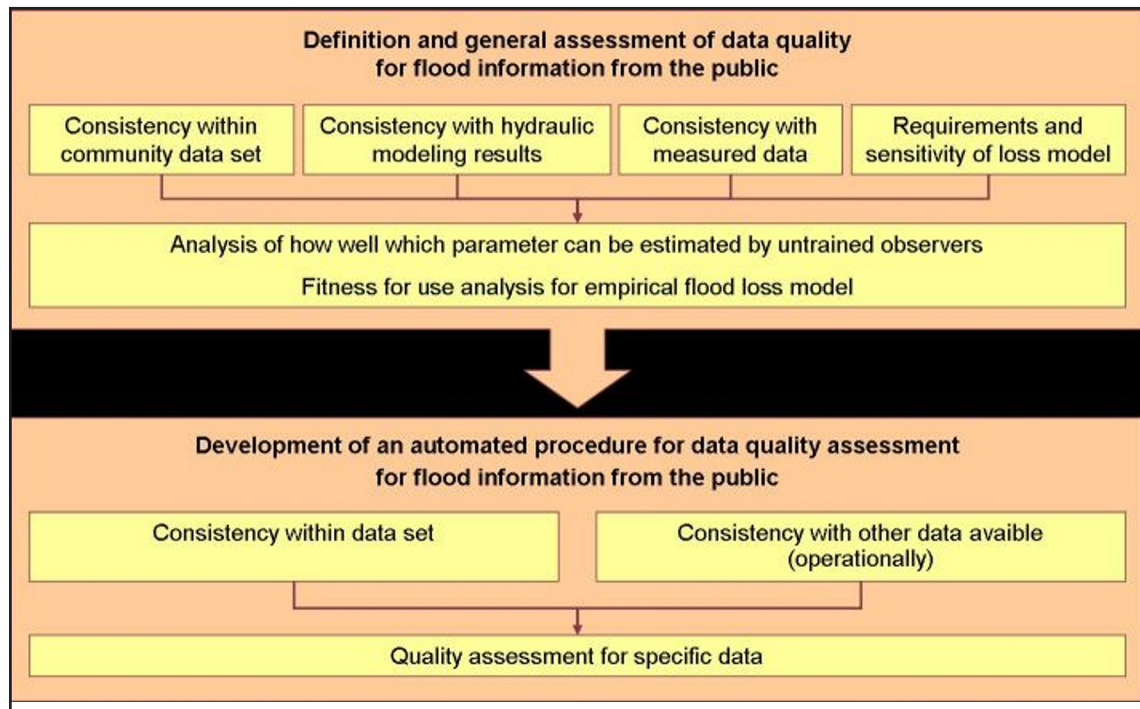 Definition and general assessment of data quality
for flood information from the public
Consistency within
community data set
Consistency with hydraulic
modeling results
Consistency with
measured data
Requirements and
sensitivity of loss model
Analysis of how well which parameter can be estimated by untrained observers
Fitness for use analysis for empirical flood loss model
Development of an automated procedure for data quality assessment
for flood information from the public
Consistency within data set
Consistency with other data avaible
(operationally)
Quality assessment for specific data